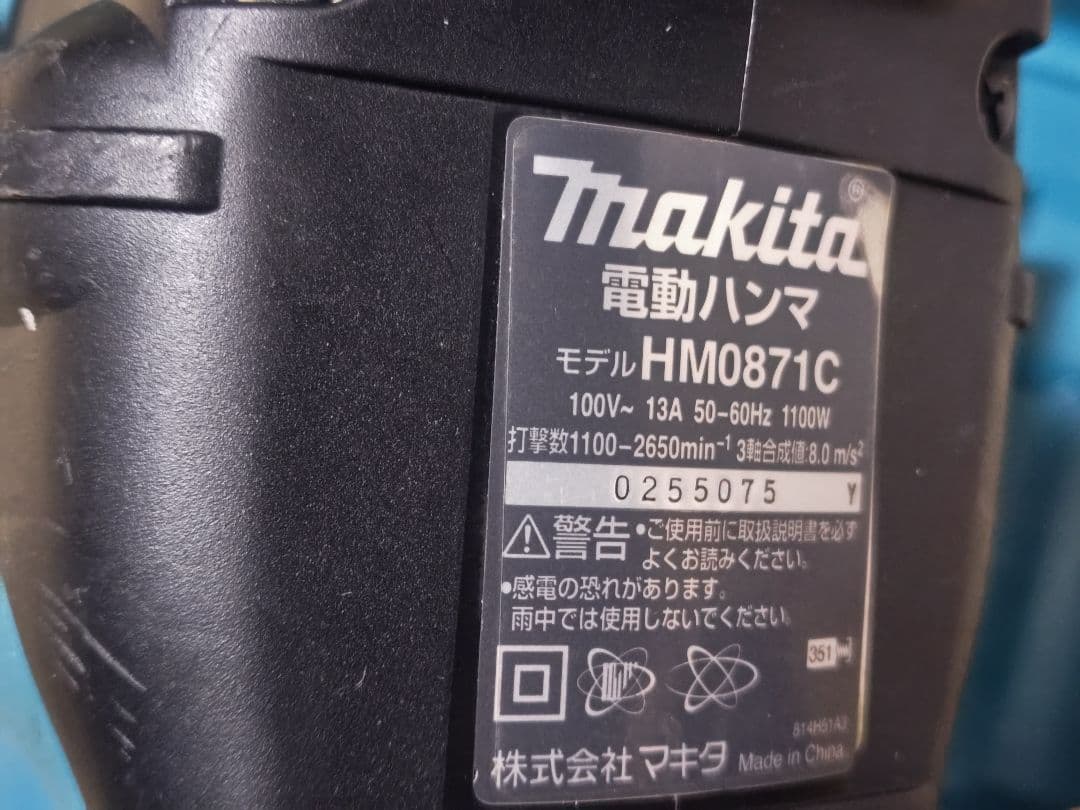 makita®
電動ハンマ
モデル HM0871C
100V~ 13A 50-60Hz 1100W
打撃数1100-2650min⁻¹ 3軸合成値:8.0 m/s²
0255075 Y
警告 •ご使用前に取扱説明書を必ず
よくお読みください。
•感電の恐れがあります。
雨中では使用しないでください。
351
814H61A3
株式会社 マキタ Made in China